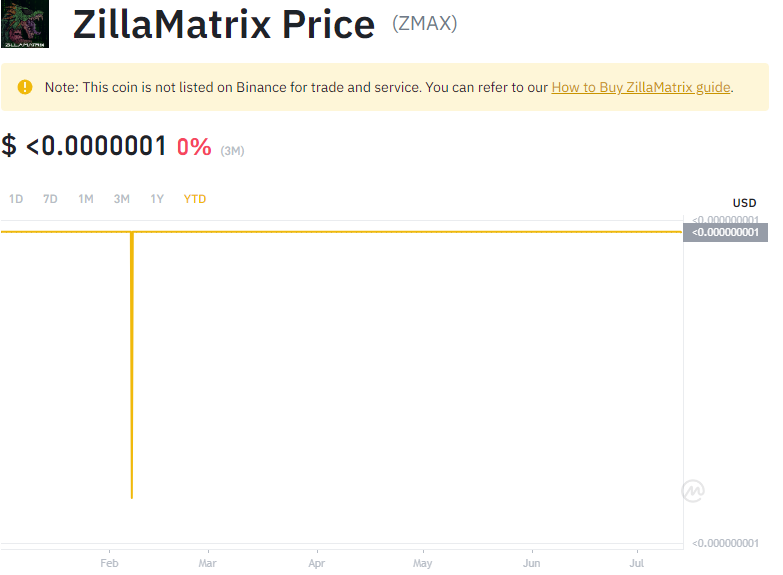 ZillaMatrix Price (ZMAX)
ZILLAMATRIX
Note: This coin is not listed on Binance for trade and service. You can refer to our How to Buy ZillaMatrix guide.
$ <0.0000001 0% (3M)
1D 7D 1M 3M 1Y YTD
USD
<0.000000001
<0.000000001
<0.000000001
Feb Mar Apr May Jun Jul